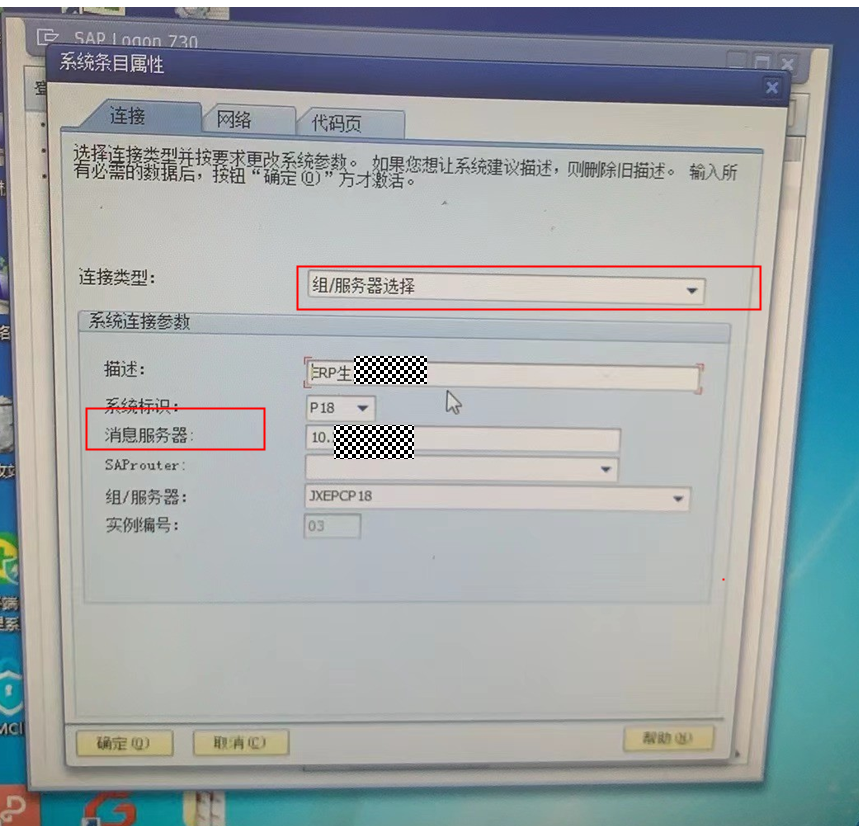 SAP Logon 730
系统条目属性
连接
网络
代码页
选择连接类型并按要求更改系统参数。 如果您想让系统建议描述，则删除旧描述。 输入所
有必需的数据后，按钮“确定(O)”方才激活。
连接类型:
组/服务器选择
系统连接参数
描述:
ERP生
系统标识:
P18
消息服务器:
10.
SAProuter:
组/服务器:
JXEPCP18
实例编号:
03
确定(O)
取消(C)
帮助(H)